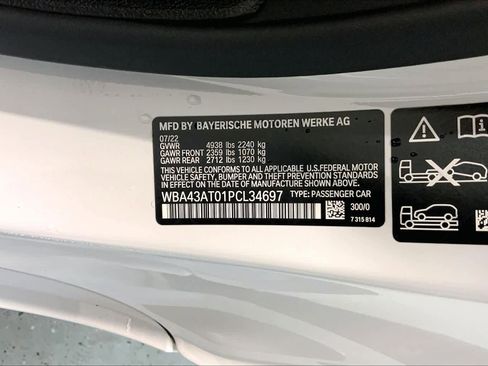 MFD BY BAYERISCHE MOTOREN WERKE AG
07/22
GVWR 4938 lbs 2240 kg
GAWR FRONT 2359 lbs 1070 kg
GAWR REAR 2712 lbs 1230 kg
THIS VEHICLE CONFORMS TO ALL APPLICABLE U.S.FEDERAL MOTOR
VEHICLE SAFETY, BUMPER AND THEFT PREVENTION STANDARDS
IN EFFECT ON THE DATE OF MANUFACTURE SHOWN ABOVE.
WBA43AT01PCL34697 TYPE: PASSENGER CAR
300/0
7 315 814